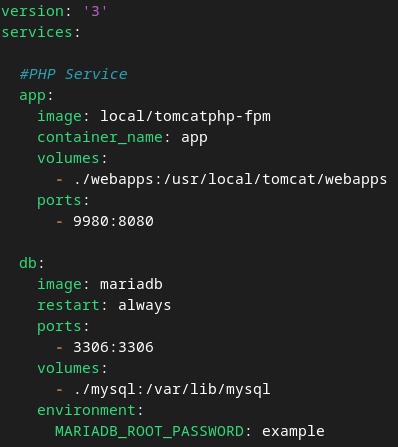 version: '3'
services:

  #PHP Service
  app:
    image: local/tomcatphp-fpm
    container_name: app
    volumes:
      - ./webapps:/usr/local/tomcat/webapps
    ports:
      - 9980:8080

  db:
    image: mariadb
    restart: always
    ports:
      - 3306:3306
    volumes:
      - ./mysql:/var/lib/mysql
    environment:
      MARIADB_ROOT_PASSWORD: example